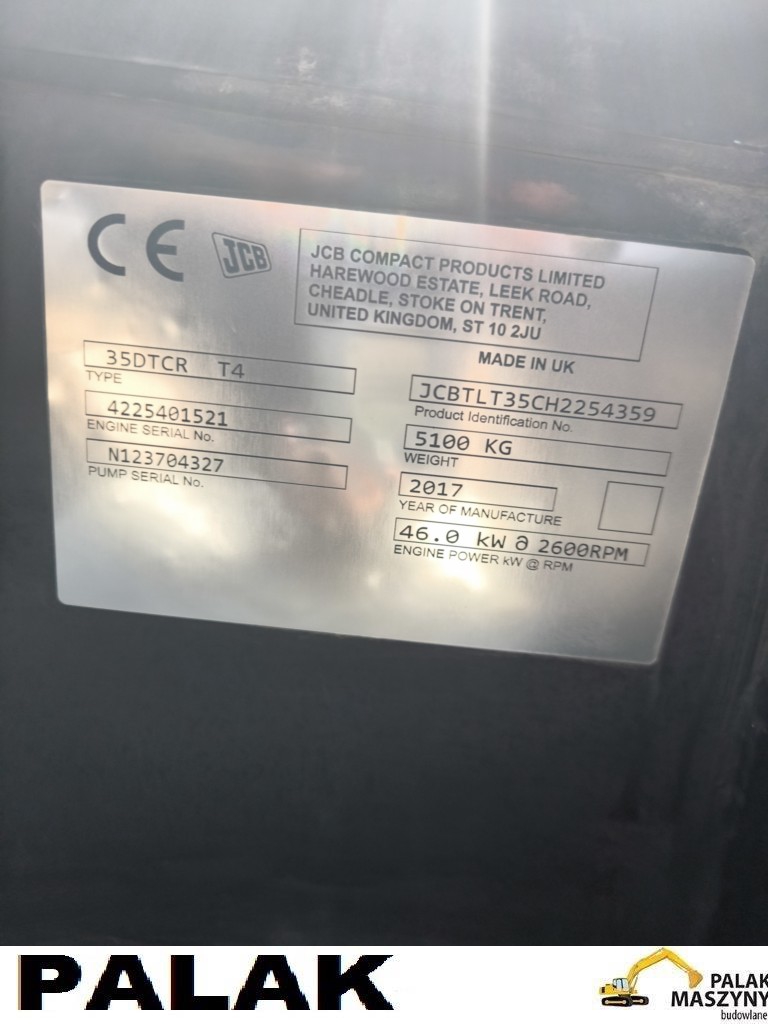 CE
JCB
JCB COMPACT PRODUCTS LIMITED
HAREWOOD ESTATE, LEEK ROAD,
CHEADLE, STOKE ON TRENT,
UNITED KINGDOM, ST 10 2JU
MADE IN UK
35DTCR T4
TYPE
4225401521
ENGINE SERIAL No.
N123704327
PUMP SERIAL No.
JCBTLT35CH2254359
Product Identification No.
5100 KG
WEIGHT
2017
YEAR OF MANUFACTURE
46.0 kW @ 2600RPM
ENGINE POWER kW @ RPM
PALAK
PALAK
MASZYNY
budowlane